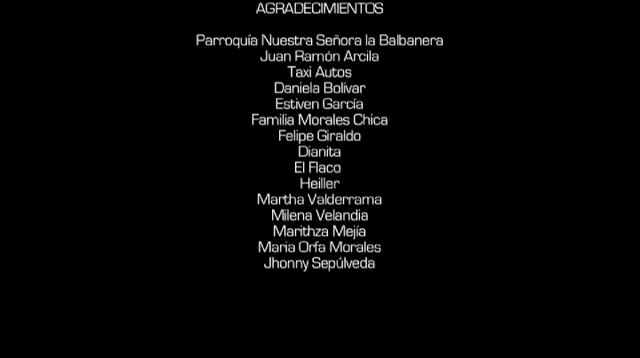 AGRADECIMIENTOS
Parroquía Nuestra Señora la Balbanera
Juan Ramón Arcila
Taxi Autos
Daniela Bolívar
Estiven García
Familia Morales Chica
Felipe Giraldo
Dianita
El Flaco
Heiller
Martha Valderrama
Milena Velandia
Marithza Mejía
Maria Orfa Morales
Jhonny Sepúlveda